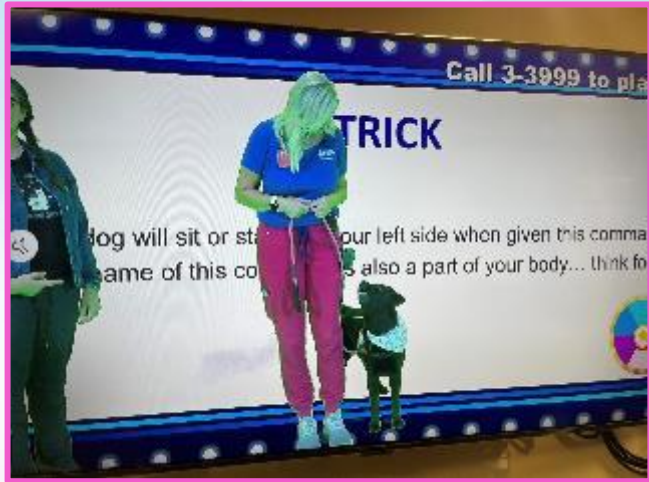 Call 3-3999 to pla
TRICK
dog will sit or sta our left side when given this comma
ame of this co s also a part of your body... think fo